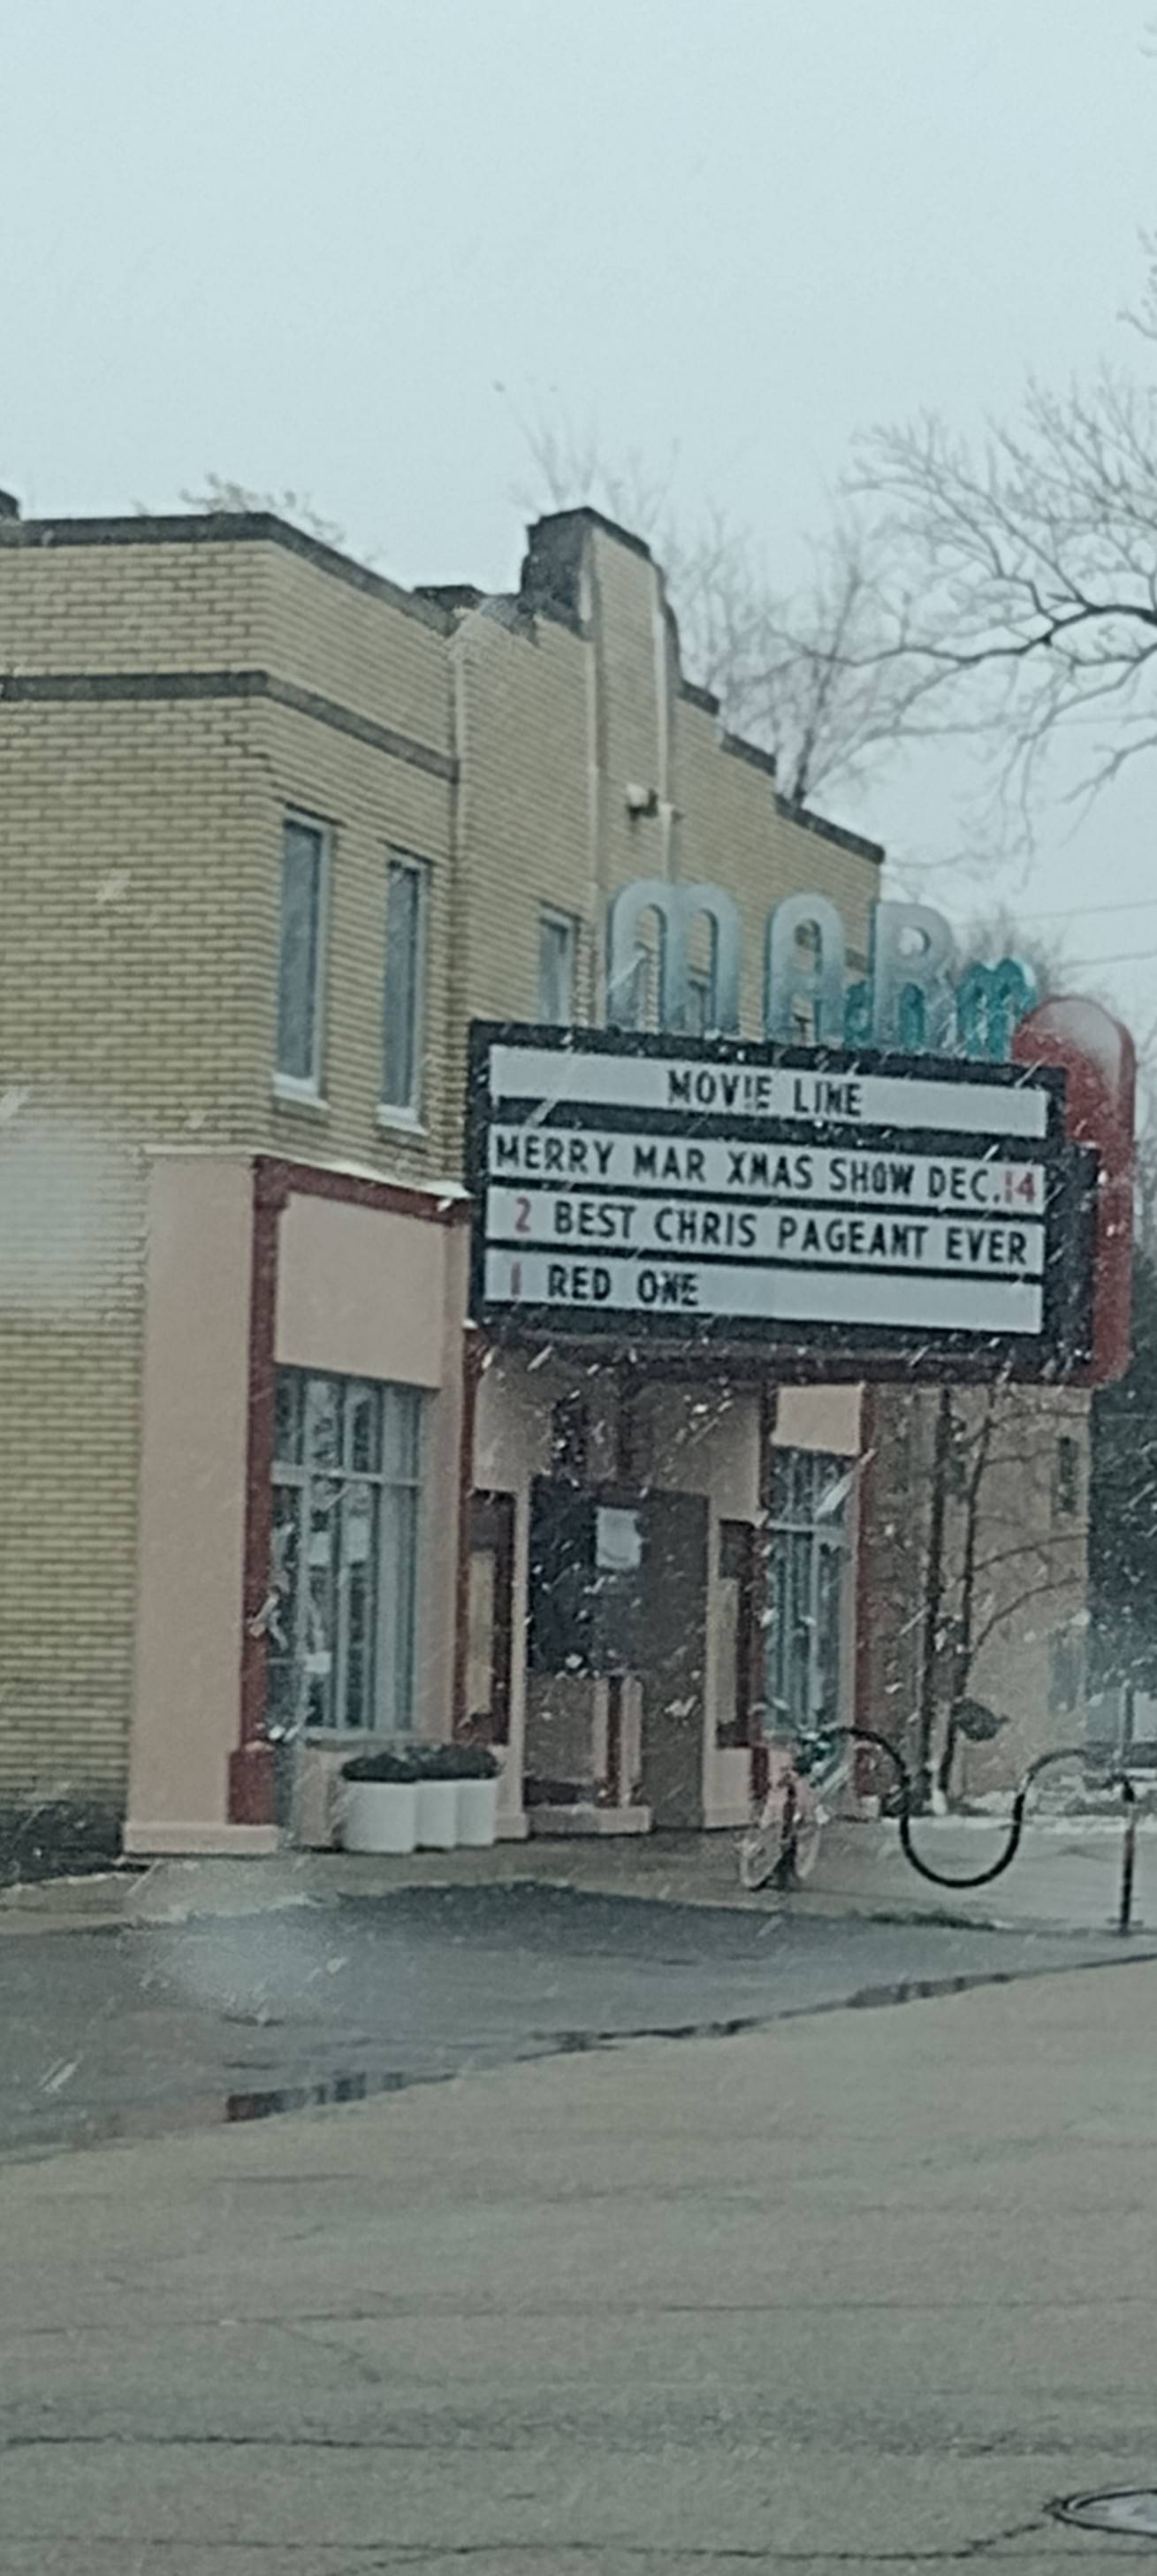 MAR
MOVIE LINE
MERRY MAR XMAS SHOW DEC.14
2 BEST CHRIS PAGEANT EVER
1 RED ONE